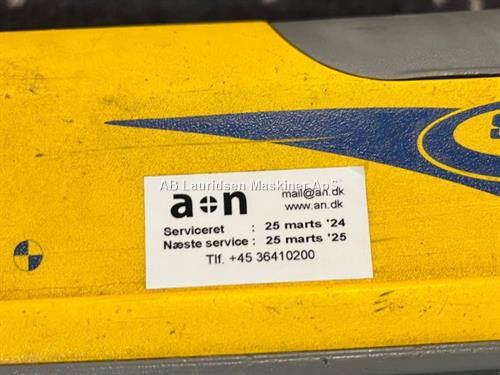 AB Lauridsen Maskiner ApS
a+n
mail@an.dk
www.an.dk
Serviceret : 25 marts '24
Næste service : 25 marts '25
Tlf. +45 36410200